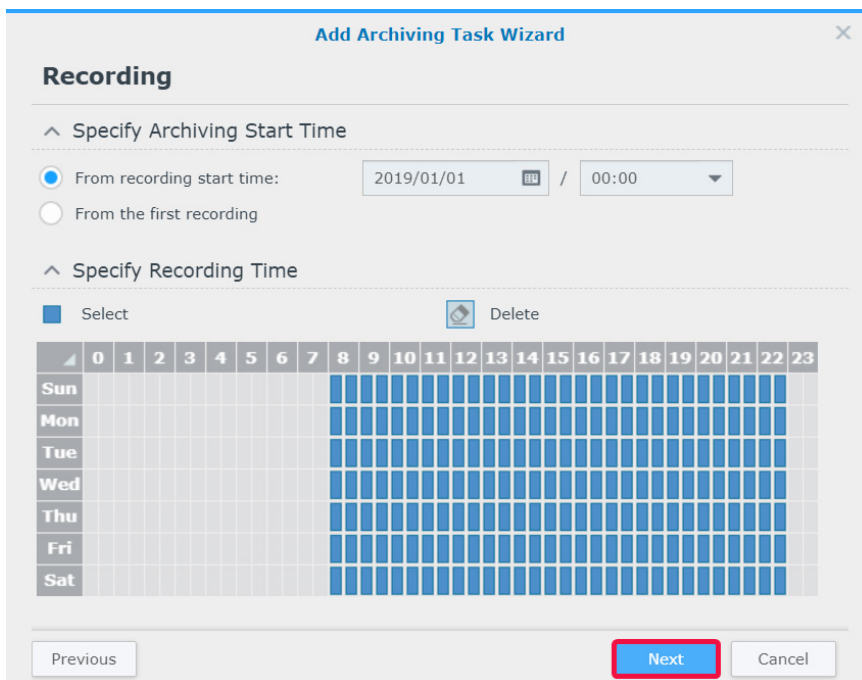 Add Archiving Task Wizard
Recording
Specify Archiving Start Time
From recording start time: 2019/01/01 / 00:00
From the first recording
Specify Recording Time
Select Delete
0 1 2 3 4 5 6 7 8 9 10 11 12 13 14 15 16 17 18 19 20 21 22 23
Sun
Mon
Tue
Wed
Thu
Fri
Sat
Previous Next Cancel